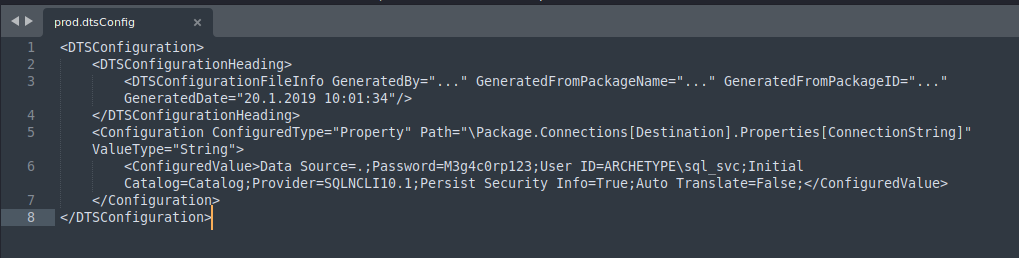 prod.dtsConfig ×
1 <DTSConfiguration>
2 <DTSConfigurationHeading>
3 <DTSConfigurationFileInfo GeneratedBy="..." GeneratedFromPackageName="..." GeneratedFromPackageID="..."
GeneratedDate="20.1.2019 10:01:34"/>
4 </DTSConfigurationHeading>
5 <Configuration ConfiguredType="Property" Path="\Package.Connections[Destination].Properties[ConnectionString]"
ValueType="String">
6 <ConfiguredValue>Data Source=.;Password=M3g4c0rp123;User ID=ARCHETYPE\sql_svc;Initial
Catalog=Catalog;Provider=SQLNCLI10.1;Persist Security Info=True;Auto Translate=False;</ConfiguredValue>
7 </Configuration>
8 </DTSConfiguration>